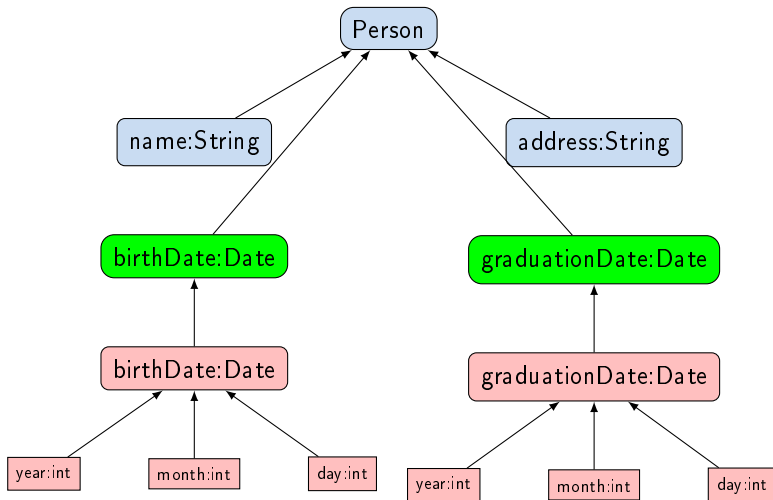 Person
name:String
address:String
birthDate:Date
graduationDate:Date
birthDate:Date
graduationDate:Date
year:int
month:int
day:int
year:int
month:int
day:int